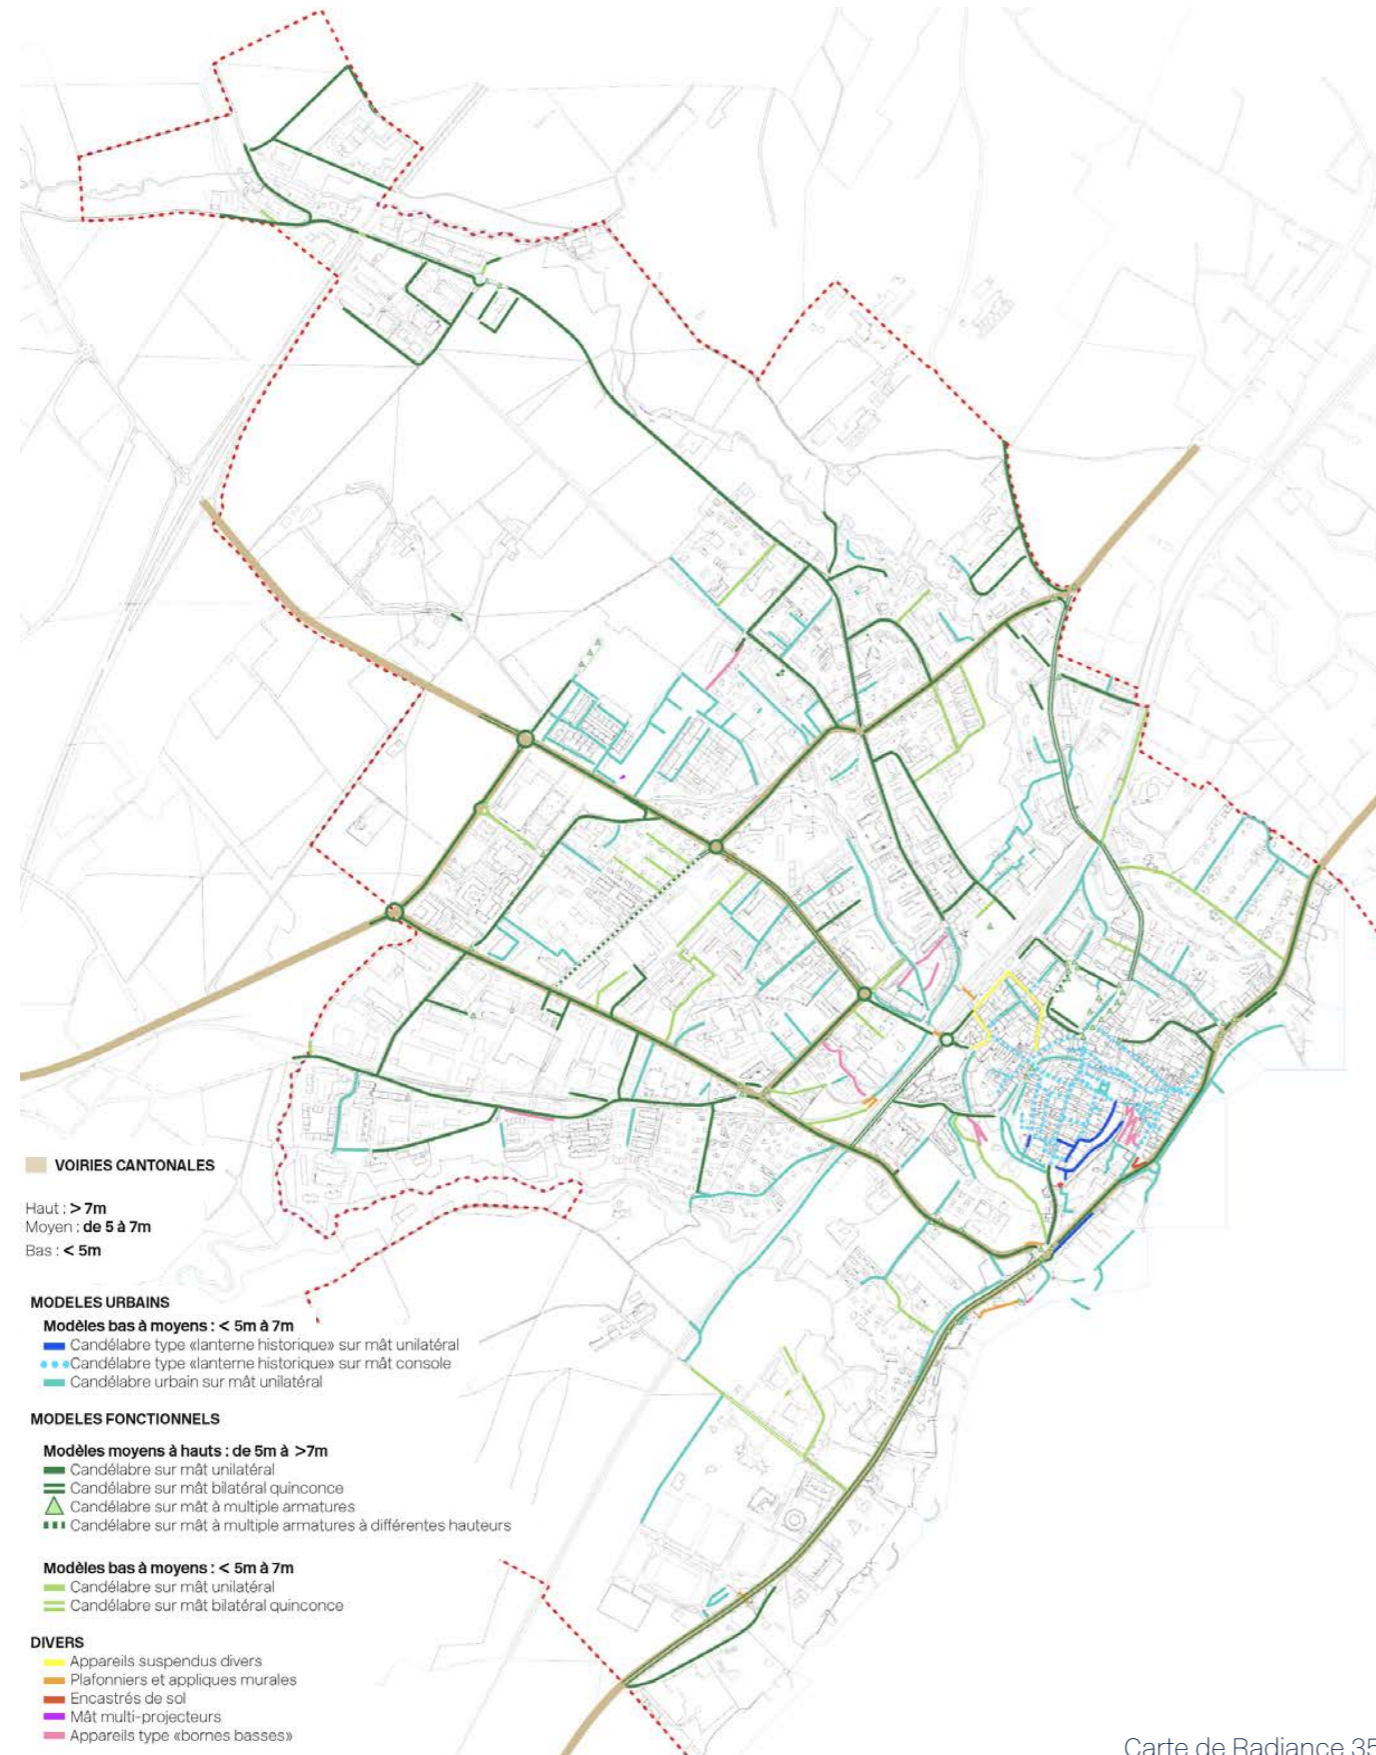 VOIRIES CANTONALES
Haut : > 7m
Moyen : de 5 à 7m
Bas : < 5m
MODELES URBAINS
Modèles bas à moyens : < 5m à 7m
Candélabre type «lanterne historique» sur mât unilatéral
Candélabre type «lanterne historique» sur mât console
Candélabre urbain sur mât unilatéral
MODELES FONCTIONNELS
Modèles moyens à hauts : de 5m à >7m
Candélabre sur mât unilatéral
Candélabre sur mât bilatéral quinconce
Candélabre sur mât à multiple armatures
Candélabre sur mât à multiple armatures à différentes hauteurs
Modèles bas à moyens : < 5m à 7m
Candélabre sur mât unilatéral
Candélabre sur mât bilatéral quinconce
DIVERS
Appareils suspendus divers
Plafonniers et appliques murales
Encastrés de sol
Mât multi-projecteurs
Appareils type «bornes basses»
Carte de Radiance 35